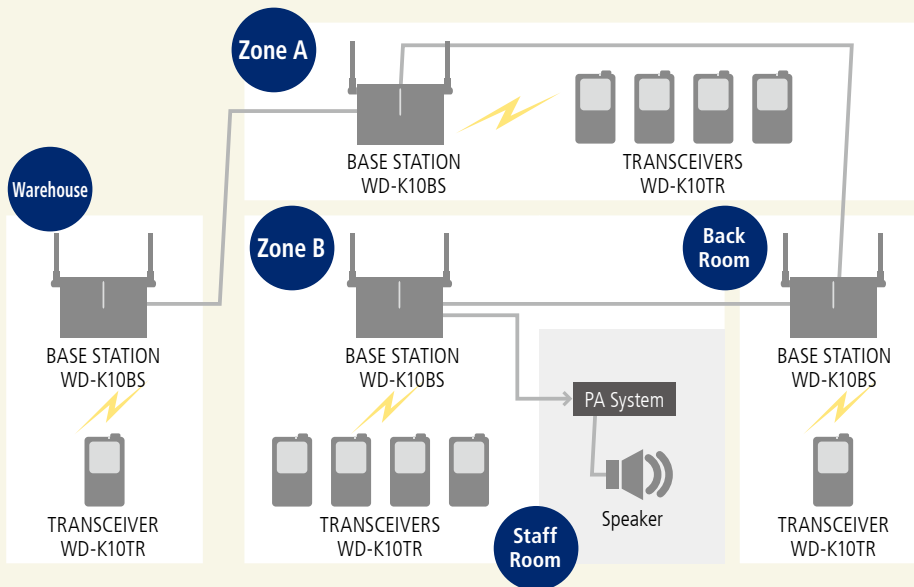 Zone A
BASE STATION
WD-K10BS
TRANSCEIVERS
WD-K10TR
Warehouse
BASE STATION
WD-K10BS
TRANSCEIVER
WD-K10TR
Zone B
BASE STATION
WD-K10BS
TRANSCEIVERS
WD-K10TR
PA System
Speaker
Staff
Room
Back
Room
BASE STATION
WD-K10BS
TRANSCEIVER
WD-K10TR